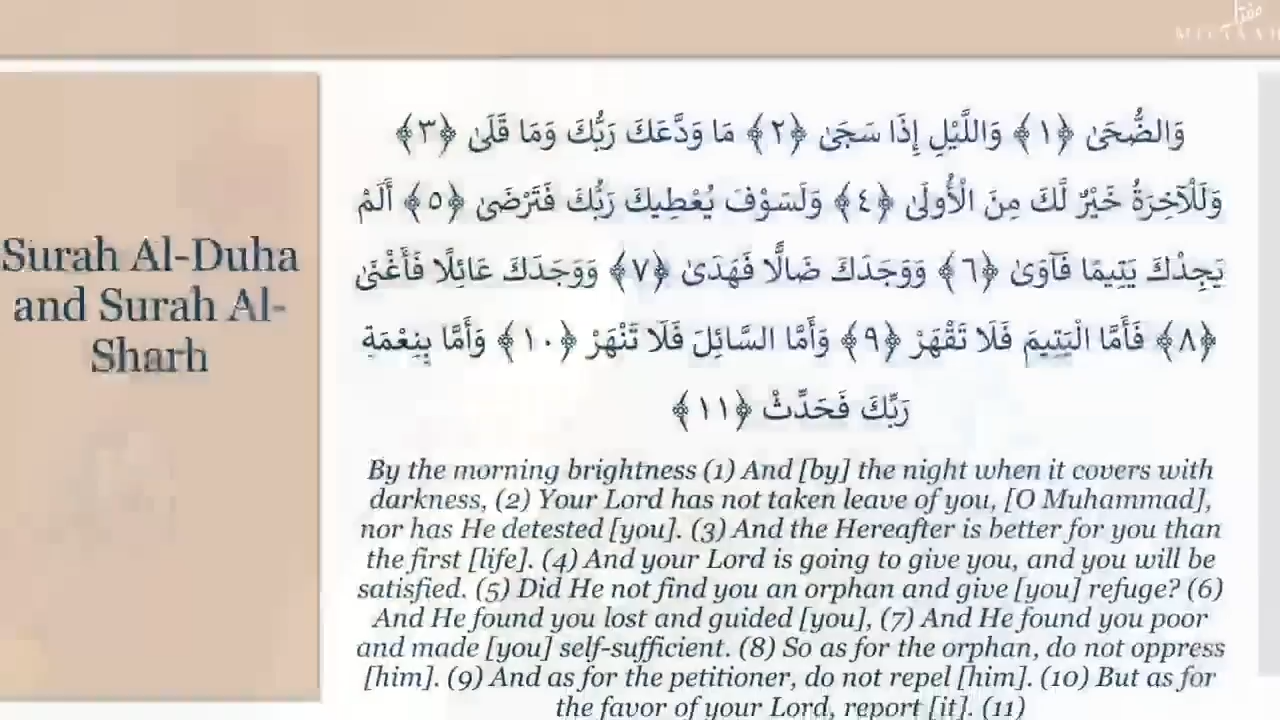 Surah Al-Duha
and Surah Al-
Sharh
وَالضُّحَىٰ ﴿١﴾ وَاللَّيْلِ إِذَا سَجَىٰ ﴿٢﴾ مَا وَدَّعَكَ رَبُّكَ وَمَا قَلَىٰ ﴿٣﴾
وَلَلْآخِرَةُ خَيْرٌ لَّكَ مِنَ الْأُولَىٰ ﴿٤﴾ وَلَسَوْفَ يُعْطِيكَ رَبُّكَ فَتَرْضَىٰ ﴿٥﴾ أَلَمْ
يَجِدْكَ يَتِيمًا فَآوَىٰ ﴿٦﴾ وَوَجَدَكَ ضَالًّا فَهَدَىٰ ﴿٧﴾ وَوَجَدَكَ عَائِلًا فَأَغْنَىٰ
﴿٨﴾ فَأَمَّا الْيَتِيمَ فَلَا تَقْهَرْ ﴿٩﴾ وَأَمَّا السَّائِلَ فَلَا تَنْهَرْ ﴿١٠﴾ وَأَمَّا بِنِعْمَةِ
رَبِّكَ فَحَدِّثْ ﴿١١﴾
By the morning brightness (1) And [by] the night when it covers with
darkness, (2) Your Lord has not taken leave of you, [O Muhammad],
nor has He detested [you]. (3) And the Hereafter is better for you than
the first [life]. (4) And your Lord is going to give you, and you will be
satisfied. (5) Did He not find you an orphan and give [you] refuge? (6)
And He found you lost and guided [you], (7) And He found you poor
and made [you] self-sufficient. (8) So as for the orphan, do not oppress
[him]. (9) And as for the petitioner, do not repel [him]. (10) But as for
the favor of your Lord, report [it]. (11)